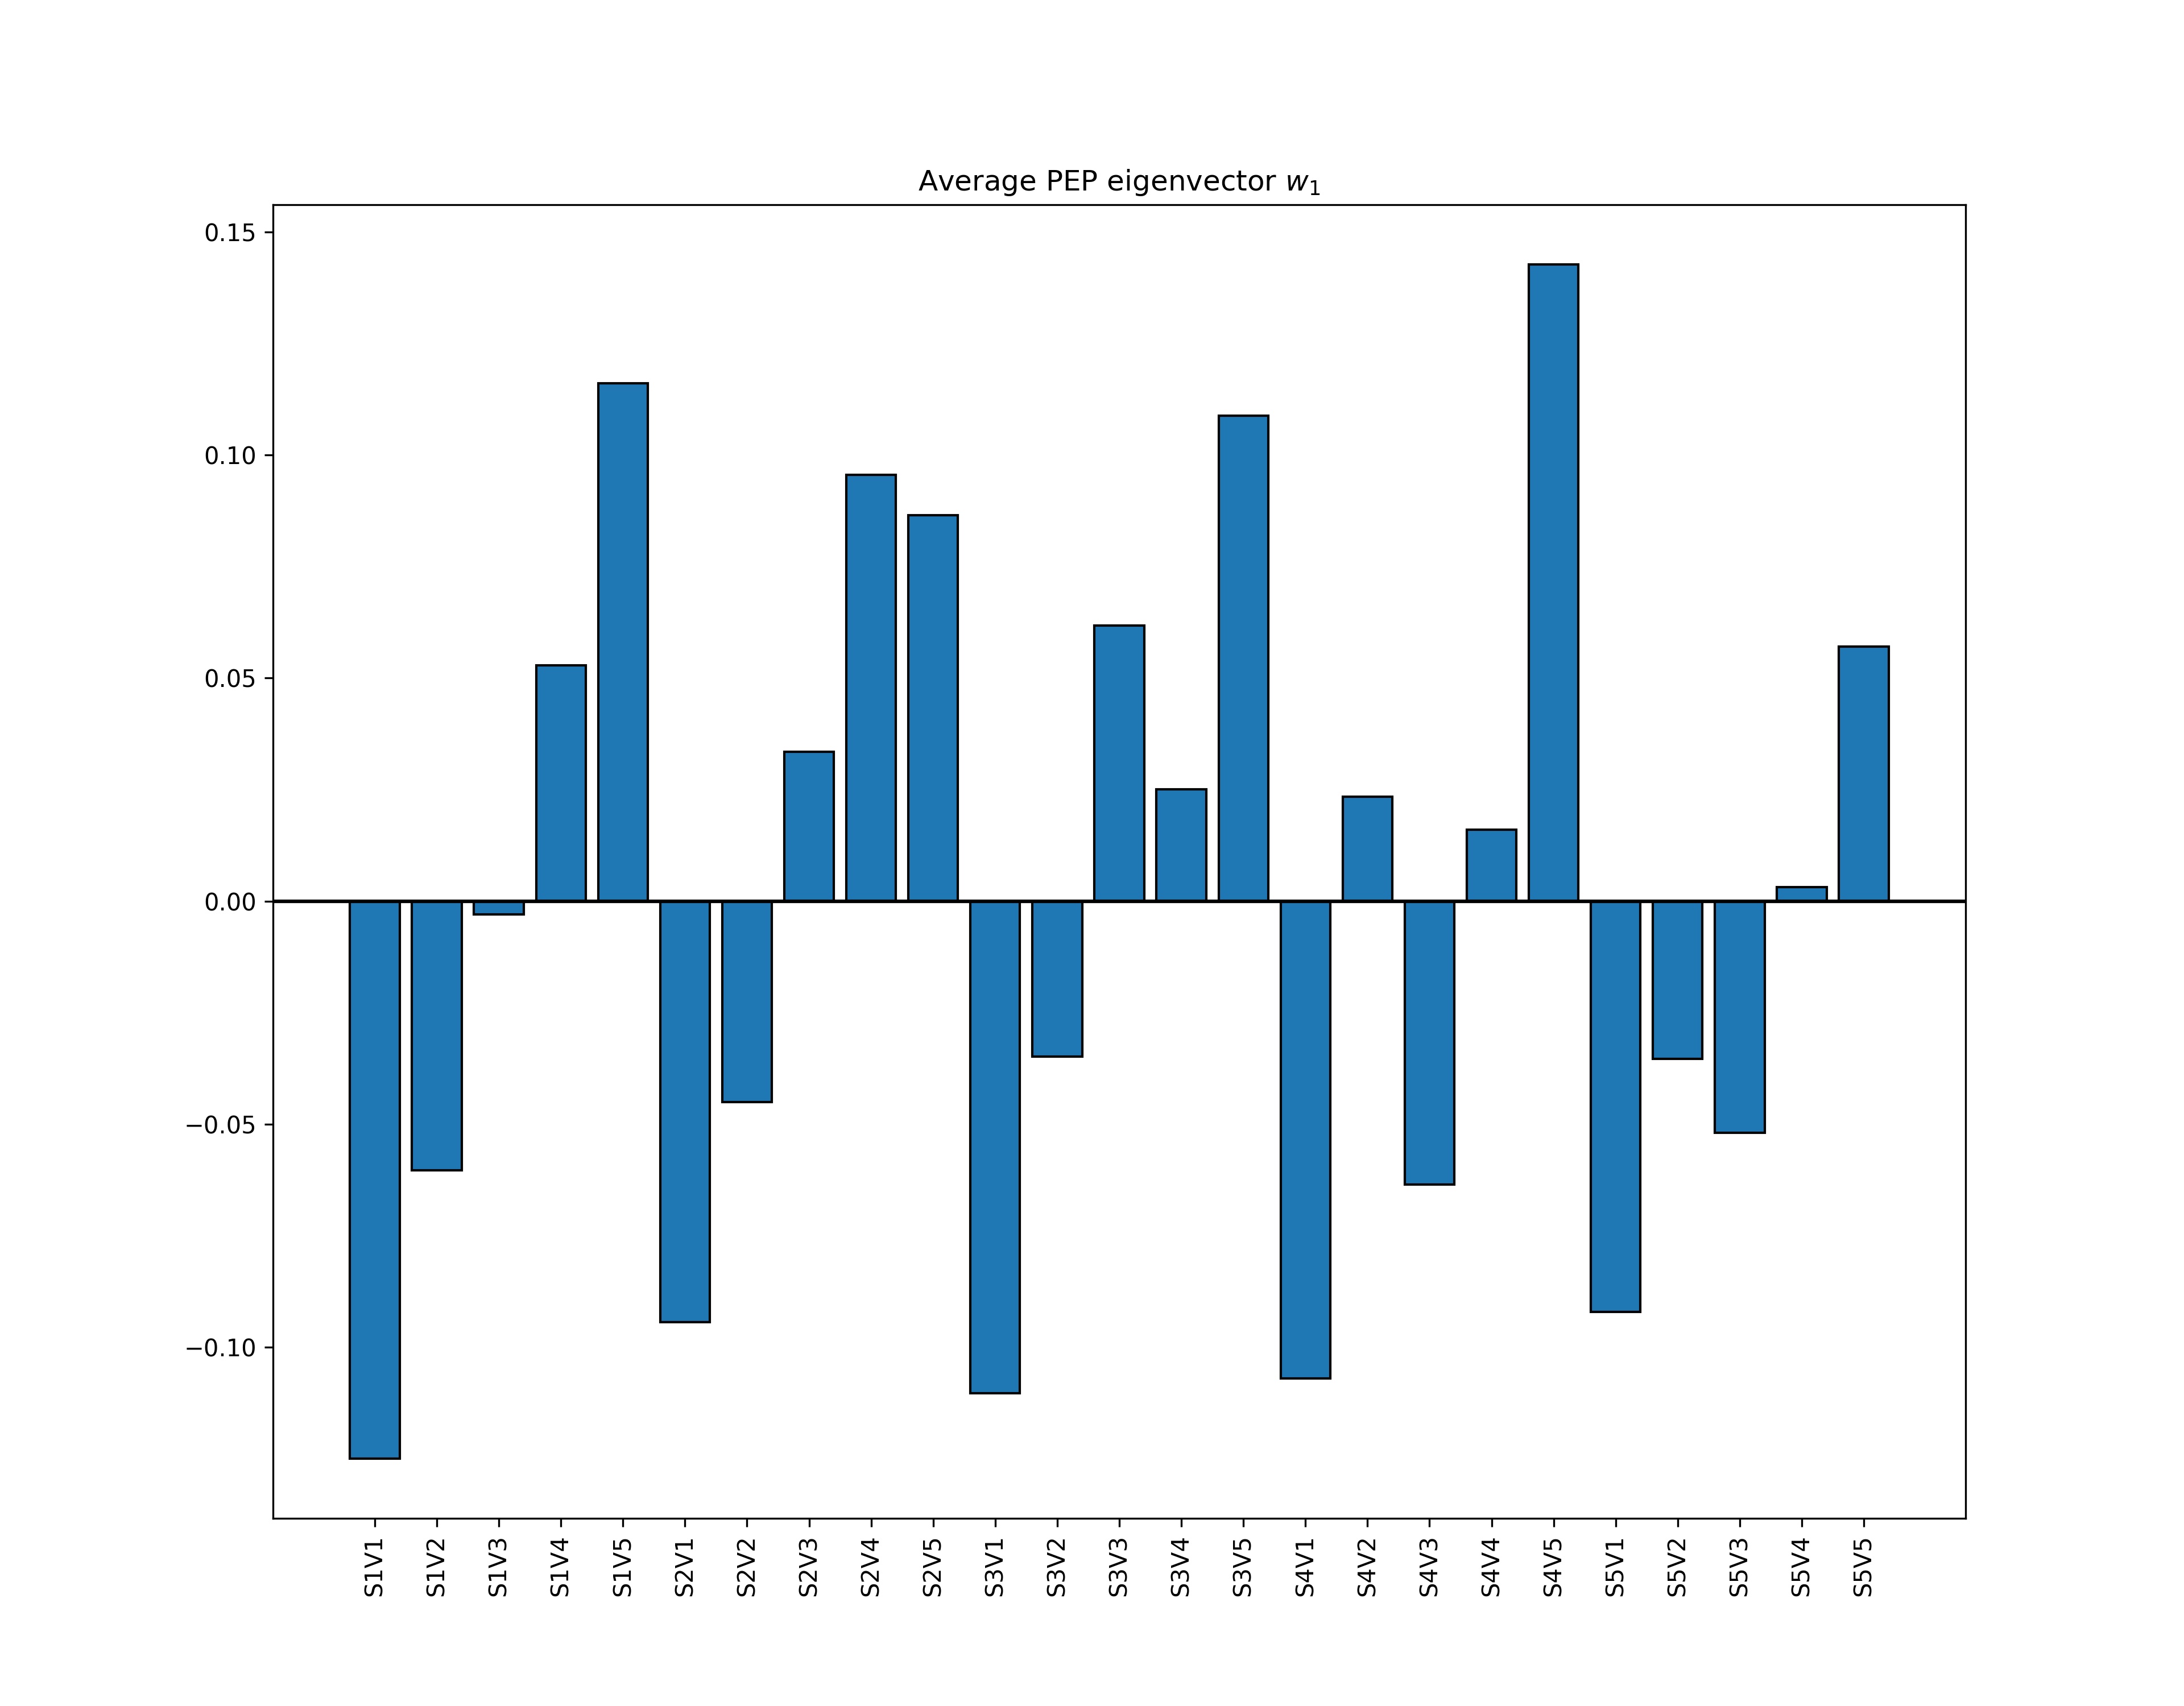 Average PEP eigenvector w₁
0.15
0.10
0.05
0.00
−0.05
−0.10
S1V1
S1V2
S1V3
S1V4
S1V5
S2V1
S2V2
S2V3
S2V4
S2V5
S3V1
S3V2
S3V3
S3V4
S3V5
S4V1
S4V2
S4V3
S4V4
S4V5
S5V1
S5V2
S5V3
S5V4
S5V5